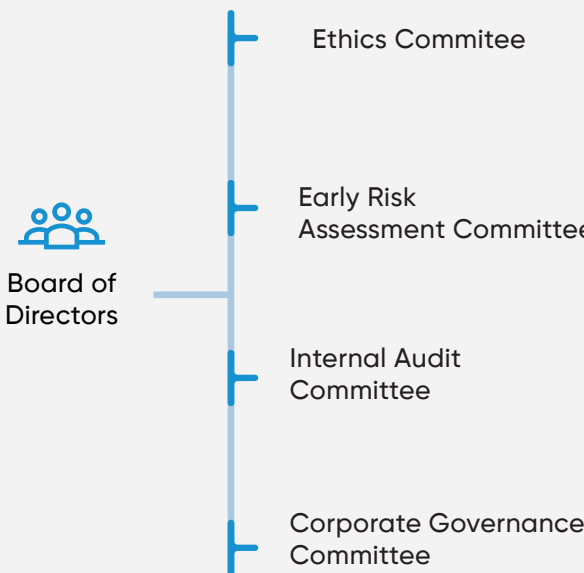 Ethics Commitee
Early Risk
Assessment Committee
Board of
Directors
Internal Audit
Committee
Corporate Governance
Committee